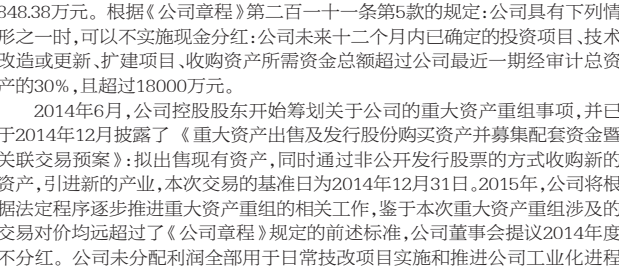 848.38万元。根据《公司章程》第二百一十一条第5款的规定:公司具有下列情
形之一时,可以不实施现金分红:公司未来十二个月内已确定的投资项目、技术
改造或更新、扩建项目、收购资产所需资金总额超过公司最近一期经审计总资
产的30%,且超过18000万元。
2014年6月,公司控股股东开始筹划关于公司的重大资产重组事项,并已
于2014年12月披露了《重大资产出售及发行股份购买资产并募集配套资金暨
关联交易预案》:拟出售现有资产,同时通过非公开发行股票的方式收购新的
资产,引进新的产业,本次交易的基准日为2014年12月31日。2015年,公司将根
据法定程序逐步推进重大资产重组的相关工作,鉴于本次重大资产重组涉及的
交易对价均远超过了《公司章程》规定的前述标准,公司董事会提议2014年度
不分红。公司未分配利润全部用于日常技改项目实施和推进公司工业化进程